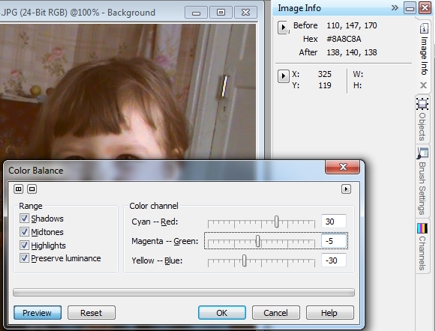 .JPG (24-Bit RGB) @100% - Background
Image Info
Before 110, 147, 170
Hex #8A8C8A
After 138, 140, 138
X: 325 W:
Y: 119 H:
Image Info
Objects
Brush Settings
Channels
Color Balance
Range
Shadows
Midtones
Highlights
Preserve luminance
Color channel
Cyan -- Red: 30
Magenta -- Green: -5
Yellow -- Blue: -30
Preview
Reset
OK
Cancel
Help